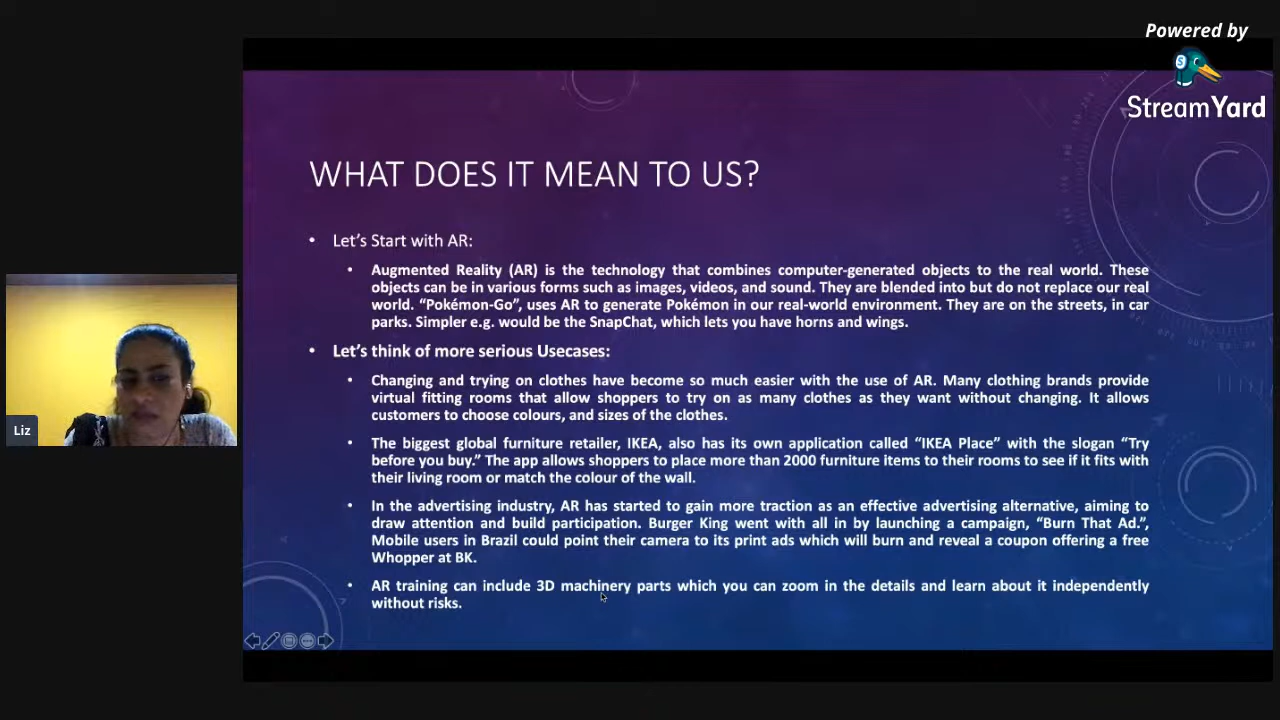 Powered by
StreamYard
WHAT DOES IT MEAN TO US?
• Let's Start with AR:
• Augmented Reality (AR) is the technology that combines computer-generated objects to the real world. These
objects can be in various forms such as images, videos, and sound. They are blended into but do not replace our real
world. “Pokémon-Go”, uses AR to generate Pokémon in our real-world environment. They are on the streets, in car
parks. Simpler e.g. would be the SnapChat, which lets you have horns and wings.
• Let's think of more serious Usecases:
• Changing and trying on clothes have become so much easier with the use of AR. Many clothing brands provide
virtual fitting rooms that allow shoppers to try on as many clothes as they want without changing. It allows
customers to choose colours, and sizes of the clothes.
• The biggest global furniture retailer, IKEA, also has its own application called “IKEA Place” with the slogan “Try
before you buy.” The app allows shoppers to place more than 2000 furniture items to their rooms to see if it fits with
their living room or match the colour of the wall.
• In the advertising industry, AR has started to gain more traction as an effective advertising alternative, aiming to
draw attention and build participation. Burger King went with all in by launching a campaign, “Burn That Ad.”,
Mobile users in Brazil could point their camera to its print ads which will burn and reveal a coupon offering a free
Whopper at BK.
• AR training can include 3D machinery parts which you can zoom in the details and learn about it independently
without risks.
Liz